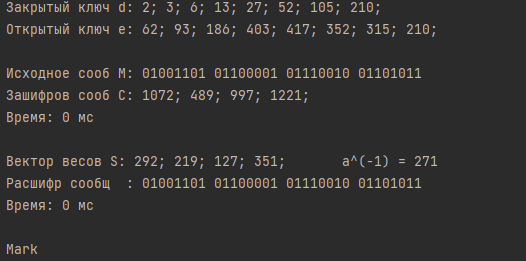 Закрытый ключ d: 2; 3; 6; 13; 27; 52; 105; 210;
Открытый ключ e: 62; 93; 186; 403; 417; 352; 315; 210;
Исходное сооб M: 01001101 01100001 01110010 01101011
Зашифров сооб C: 1072; 489; 997; 1221;
Время: 0 мс
Вектор весов S: 292; 219; 127; 351; a^(-1) = 271
Расшифр сообщ : 01001101 01100001 01110010 01101011
Время: 0 мс
Mark